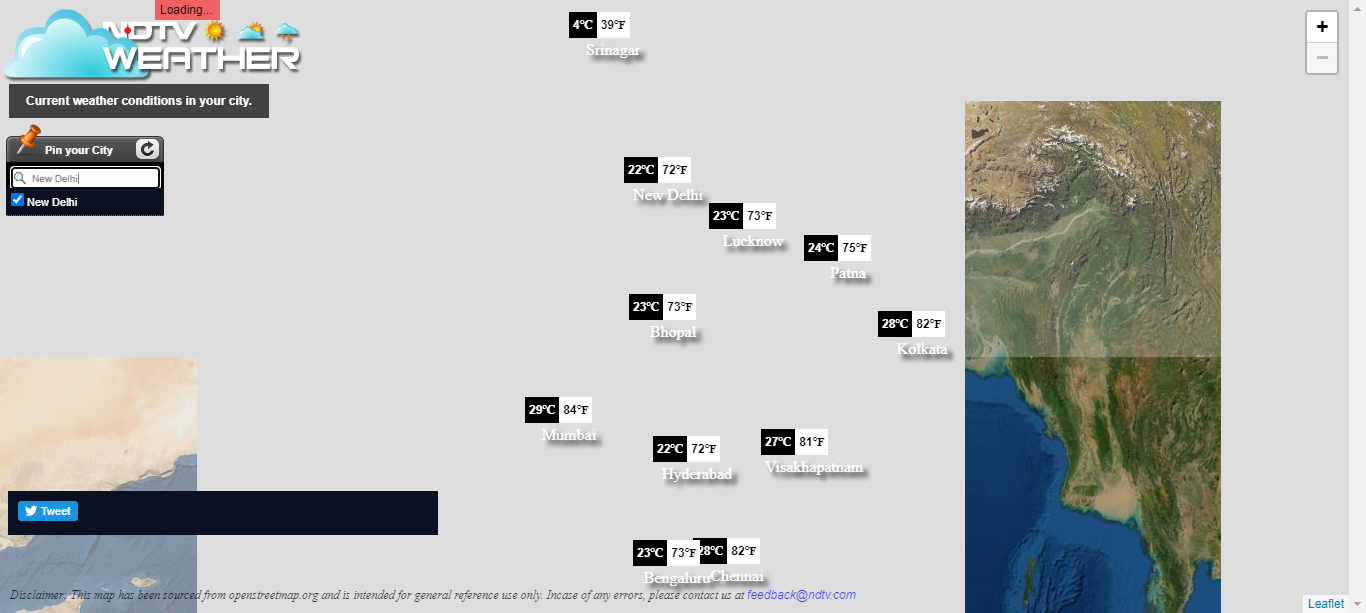 Loading...
NDTV
WEATHER
Current weather conditions in your city.
Pin your City
New Delhi
New Delhi
4°C 39°F
Srinagar
22°C 72°F
New Delhi
23°C 73°F
Lucknow
24°C 75°F
Patna
23°C 73°F
Bhopal
28°C 82°F
Kolkata
29°C 84°F
Mumbai
22°C 72°F
Hyderabad
27°C 81°F
Visakhapatnam
23°C 73°F
Bengaluru
28°C 82°F
Chennai
+
−
Tweet
Disclaimer: This map has been sourced from openstreetmap.org and is intended for general reference use only. Incase of any errors, please contact us at feedback@ndtv.com
Leaflet